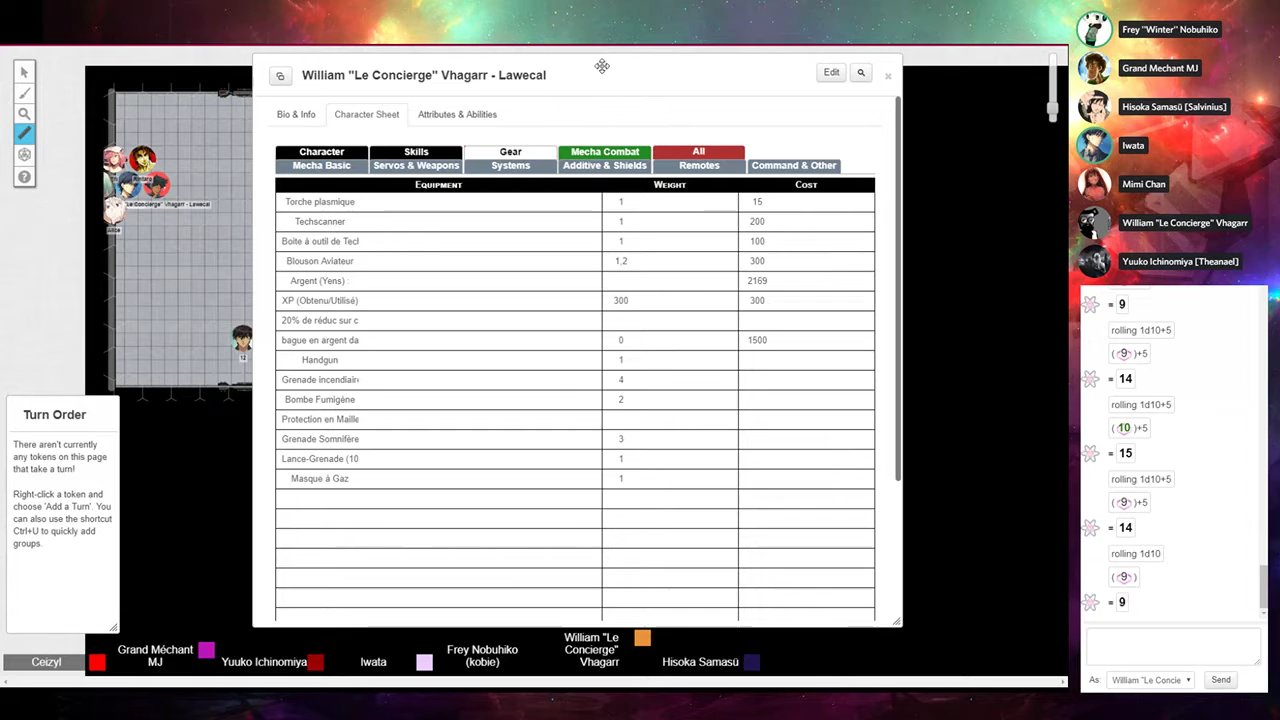 William "Le Concierge" Vhagarr - Lawecal
Edit
Bio & Info
Character Sheet
Attributes & Abilities
Character
Skills
Gear
Mecha Combat
All
Mecha Basic
Servos & Weapons
Systems
Additive & Shields
Remotes
Command & Other
EQUIPMENT WEIGHT COST
Torche plasmique 1 15
Techscanner 1 200
Boite à outil de Tecl 1 100
Blouson Aviateur 1,2 300
Argent (Yens) : 2169
XP (Obtenu/Utilisé) 300 300
20% de réduc sur c
bague en argent da 0 1500
Handgun 1
Grenade incendiair 4
Bombe Fumigène 2
Protection en Maille
Grenade Somnifère 3
Lance-Grenade (10 1
Masque à Gaz 1
"Le Concierge" Vhagarr - Lawecal
Alice
12
Turn Order
There aren't currently
any tokens on this page
that take a turn!
Right-click a token and
choose 'Add a Turn'. You
can also use the shortcut
Ctrl+U to quickly add
groups.
Ceizyl
Grand Méchant
MJ
Yuuko Ichinomiya
Iwata
Frey Nobuhiko
(kobie)
William "Le
Concierge"
Vhagarr
Hisoka Samasū
Frey "Winter" Nobuhiko
Grand Mechant MJ
Hisoka Samasū [Salvinius]
Iwata
Mimi Chan
William "Le Concierge" Vhagarr
Yuuko Ichinomiya [Theanael]
= 9
rolling 1d10+5
( 9 )+5
= 14
rolling 1d10+5
( 10 )+5
= 15
rolling 1d10+5
( 9 )+5
= 14
rolling 1d10
( 9 )
= 9
As:
William "Le Concie
Send